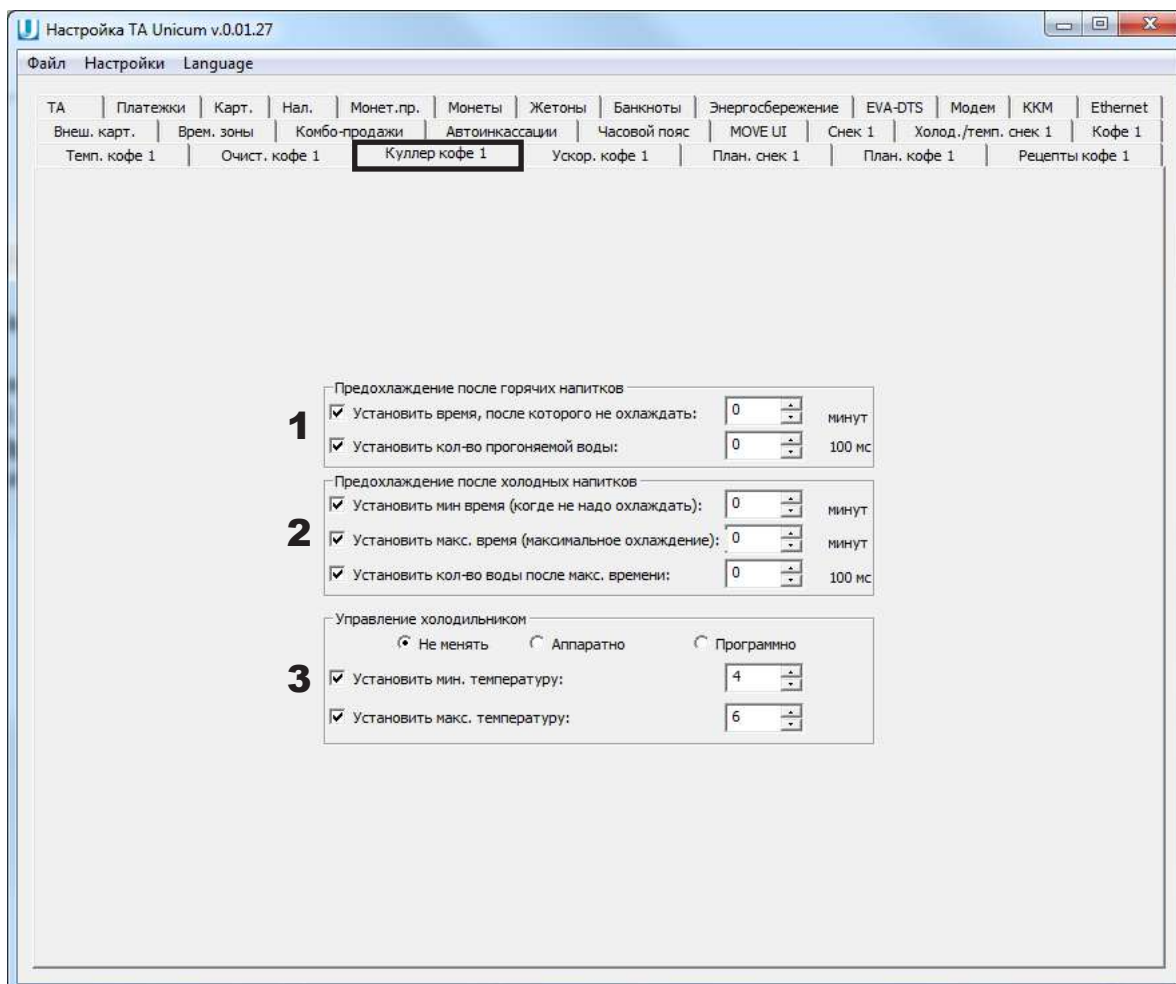 Настройка TA Unicum v.0.01.27
Файл Настройки Language
ТА Платежки Карт. Нал. Монет.пр. Монеты Жетоны Банкноты Энергосбережение EVA-DTS Модем ККМ Ethernet
Внеш. карт. Врем. зоны Комбо-продажи Автоинкассации Часовой пояс MOVE UI Снек 1 Холод./темп. снек 1 Кофе 1
Темп. кофе 1 Очист. кофе 1 Куллер кофе 1 Ускор. кофе 1 План. снек 1 План. кофе 1 Рецепты кофе 1
Предохлаждение после горячих напитков
1
Установить время, после которого не охлаждать: 0 минут
Установить кол-во прогоняемой воды: 0 100 мс
Предохлаждение после холодных напитков
Установить мин время (когде не надо охлаждать): 0 минут
2 Установить макс. время (максимальное охлаждение): 0 минут
Установить кол-во воды после макс. времени: 0 100 мс
Управление холодильником
Не менять Аппаратно Программно
3 Установить мин. температуру: 4
Установить макс. температуру: 6